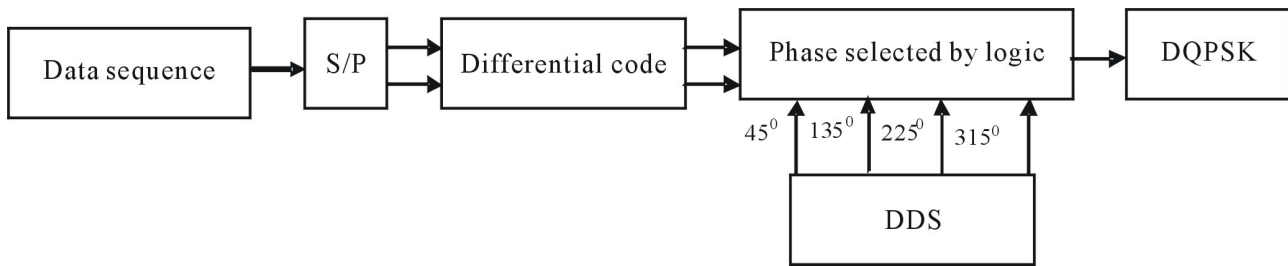 Data sequence
S/P
Differential code
Phase selected by logic
DQPSK
45⁰
135⁰
225⁰
315⁰
DDS